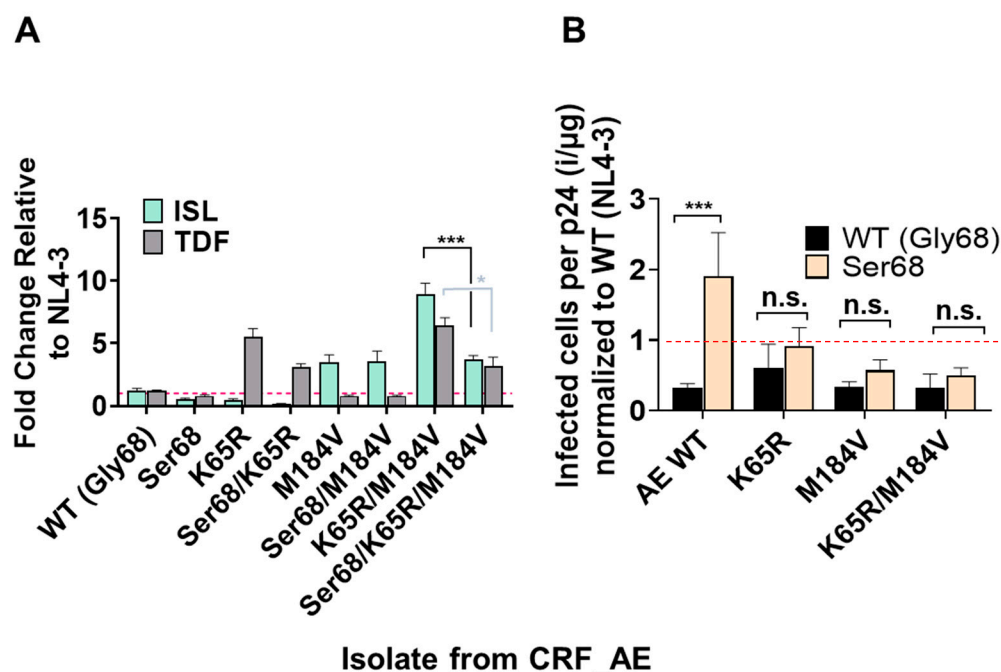 A
Fold Change Relative
to NL4-3
ISL
TDF
15
10
5
0
***
*
WT (Gly68)
Ser68
K65R
Ser68/K65R
M184V
Ser68/M184V
K65R/M184V
Ser68/K65R/M184V
B
Infected cells per p24 (i/µg)
normalized to WT (NL4-3)
3
2
1
0
***
WT (Gly68)
Ser68
n.s.
n.s.
n.s.
AE WT
K65R
M184V
K65R/M184V
Isolate from CRF_AE